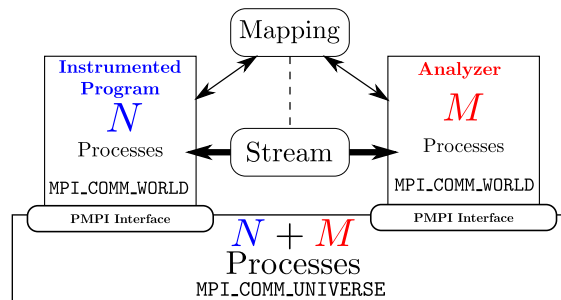 Mapping
Instrumented
Program
N
Processes
MPI_COMM_WORLD
PMPI Interface
Stream
Analyzer
M
Processes
MPI_COMM_WORLD
PMPI Interface
N + M
Processes
MPI_COMM_UNIVERSE